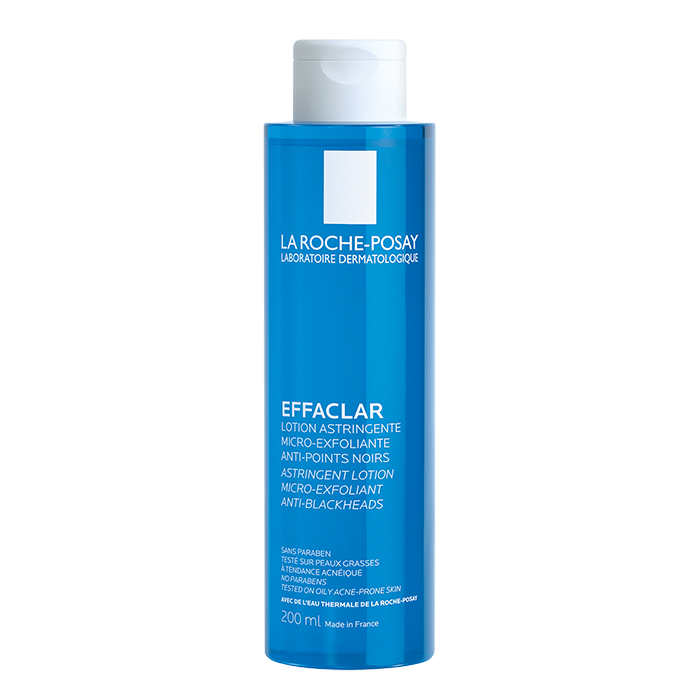 LA ROCHE-POSAY
LABORATOIRE DERMATOLOGIQUE
EFFACLAR
LOTION ASTRINGENTE
MICRO-EXFOLIANTE
ANTI-POINTS NOIRS
ASTRINGENT LOTION
MICRO-EXFOLIANT
ANTI-BLACKHEADS
SANS PARABEN
TESTÉ SUR PEAUX GRASSES
À TENDANCE ACNÉIQUE
NO PARABENS
TESTED ON OILY ACNE-PRONE SKIN
AVEC DE L'EAU THERMALE DE LA ROCHE-POSAY
200 ml Made in France